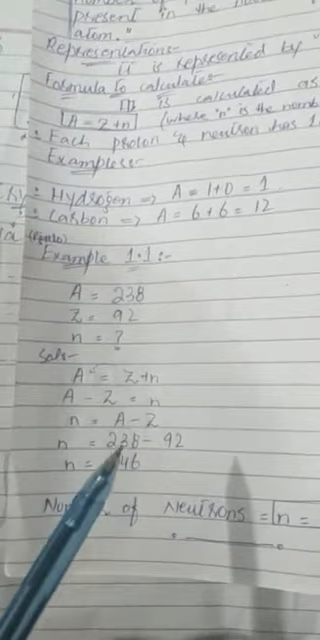 present in the
atom."
Representation:-
It is represented by "
Formula to calculate:-
It is calculated as
A = Z+n (where "n" is the numb
Each proton & neutron has 1
Examples:-
Hydrogen => A = 1+0 = 1
Carbon => A = 6+6 = 12
Example 1.1:-
A = 238
Z = 92
n = ?
Sol:-
A = Z+n
A - Z = n
n = A - Z
n = 238 - 92
n = 46
of Neutrons = n =